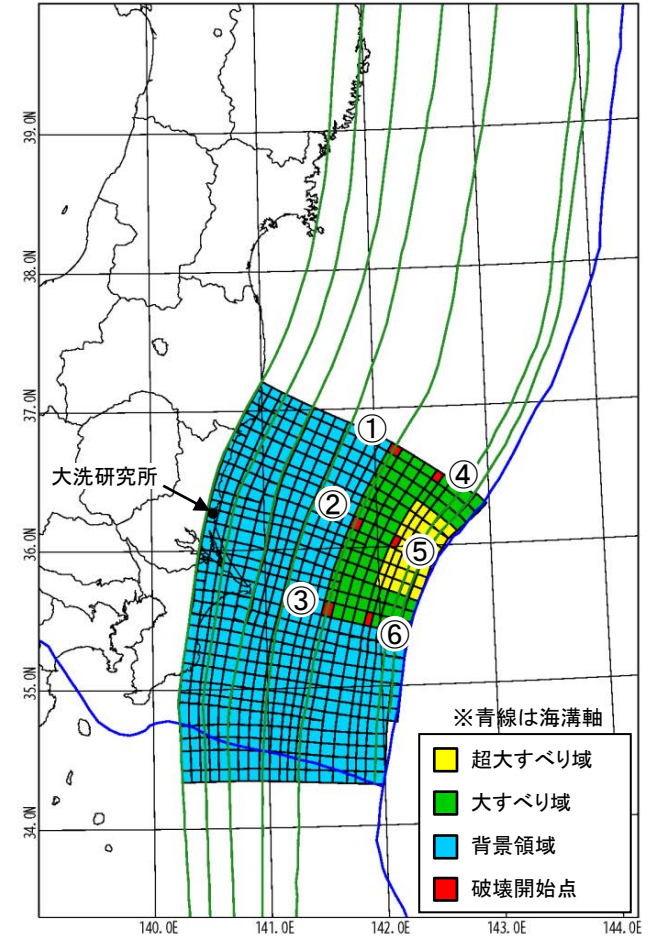 39.0N
①
④
38.0N
37.0N
大洗研究所
②
⑤
36.0N
③
⑥
35.0N
※青線は海溝軸
超大すべり域
大すべり域
背景領域
破壊開始点
34.0N
140.0E
141.0E
142.0E
143.0E
144.0E